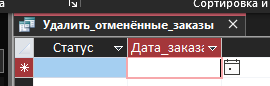 Сортировка и
Удалить_отменённые_заказы
Статус Дата_заказа